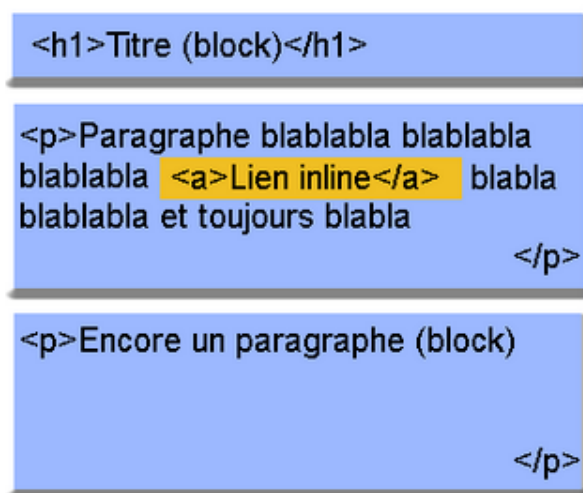 <h1>Titre (block)</h1>
<p>Paragraphe blablabla blablabla
blablabla <a>Lien inline</a> blabla
blablabla et toujours blabla
</p>
<p>Encore un paragraphe (block)
</p>